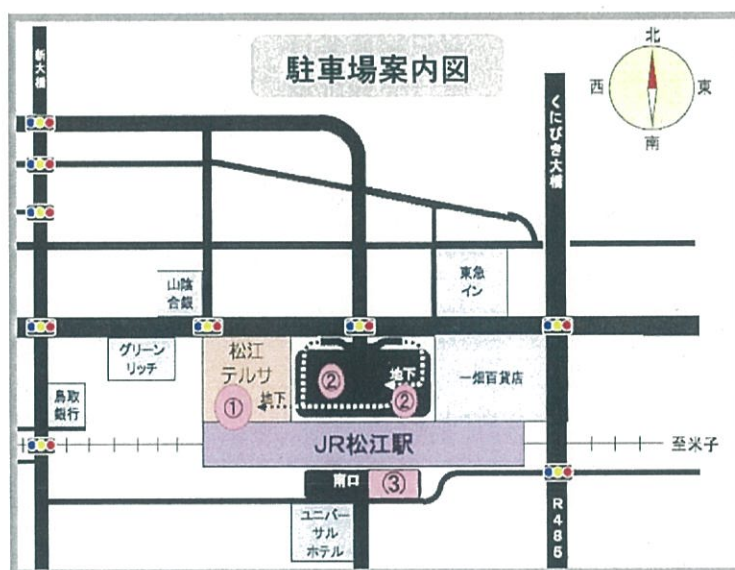 駐車場案内図
北
西
東
南
新大橋
くにびき大橋
山陰
合銀
東急
イン
グリーン
リッチ
松江
テルサ
地下
①
②
地下
②
一畑百貨店
鳥取
銀行
JR松江駅
至米子
南口
(3)
ユニバー
サル
ホテル
R485